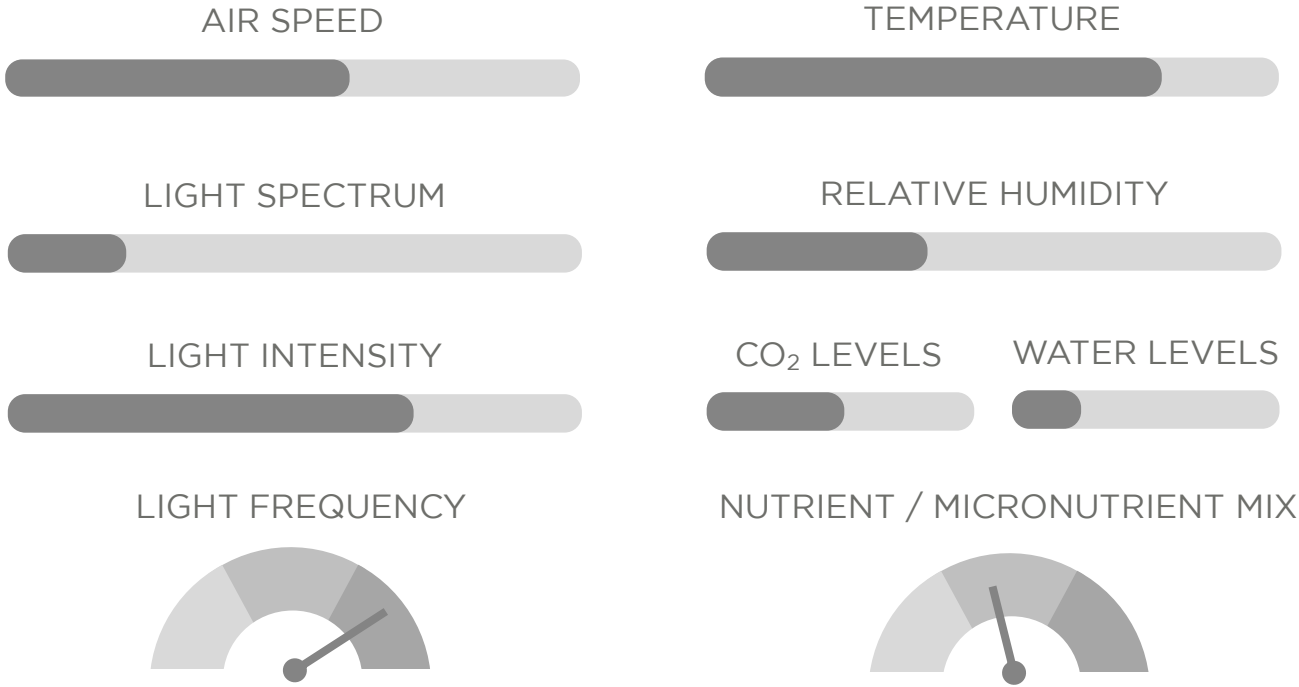 AIR SPEED
TEMPERATURE
LIGHT SPECTRUM
RELATIVE HUMIDITY
LIGHT INTENSITY
CO₂ LEVELS
WATER LEVELS
LIGHT FREQUENCY
NUTRIENT / MICRONUTRIENT MIX